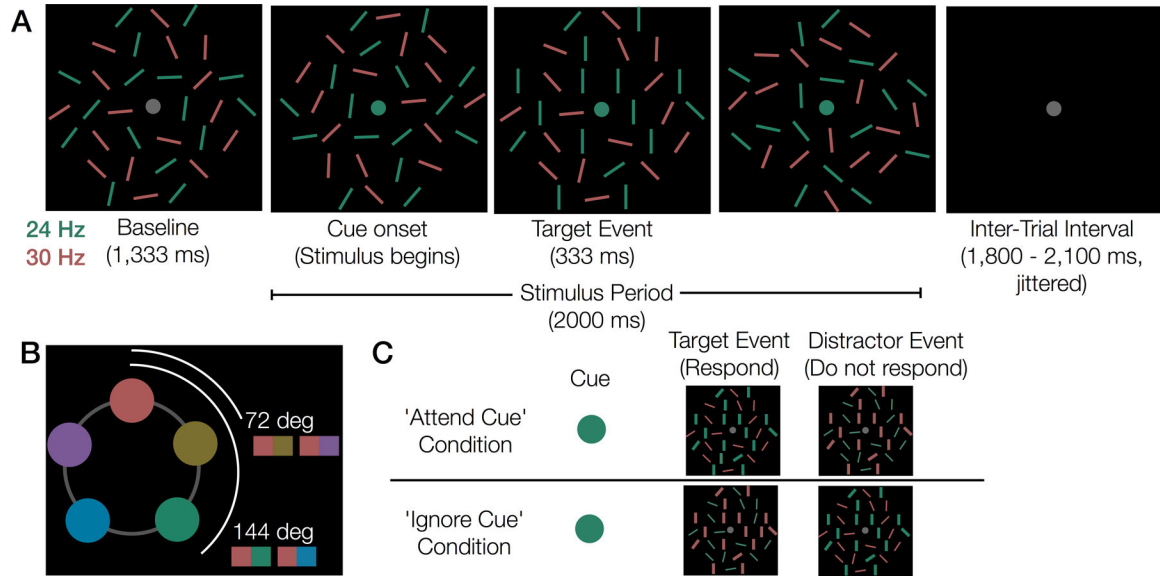 A
24 Hz
30 Hz
Baseline
(1,333 ms)
Cue onset
(Stimulus begins)
Target Event
(333 ms)
Inter-Trial Interval
(1,800 - 2,100 ms,
jittered)
Stimulus Period
(2000 ms)
B
72 deg
144 deg
C
Cue
Target Event
(Respond)
Distractor Event
(Do not respond)
'Attend Cue'
Condition
'Ignore Cue'
Condition